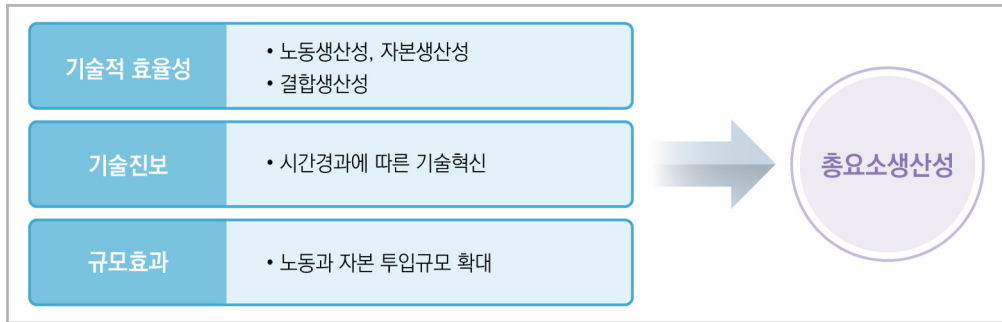 기술적 효율성
• 노동생산성, 자본생산성
• 결합생산성
기술진보
• 시간경과에 따른 기술혁신
총요소생산성
규모효과
• 노동과 자본 투입규모 확대